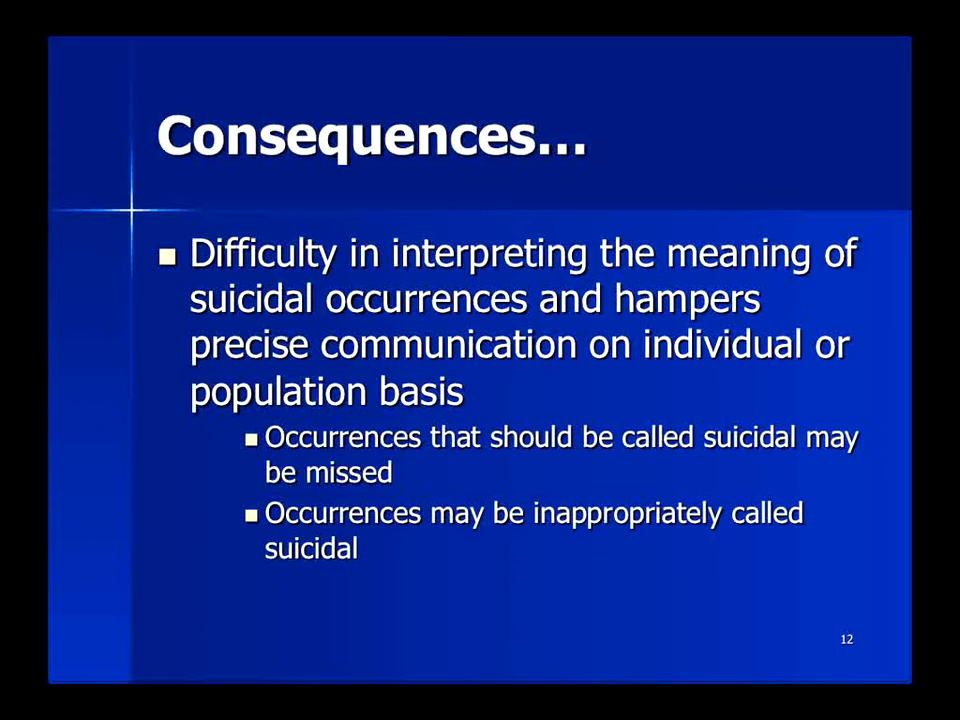 Consequences…
Difficulty in interpreting the meaning of
suicidal occurrences and hampers
precise communication on individual or
population basis
Occurrences that should be called suicidal may
be missed
Occurrences may be inappropriately called
suicidal
12